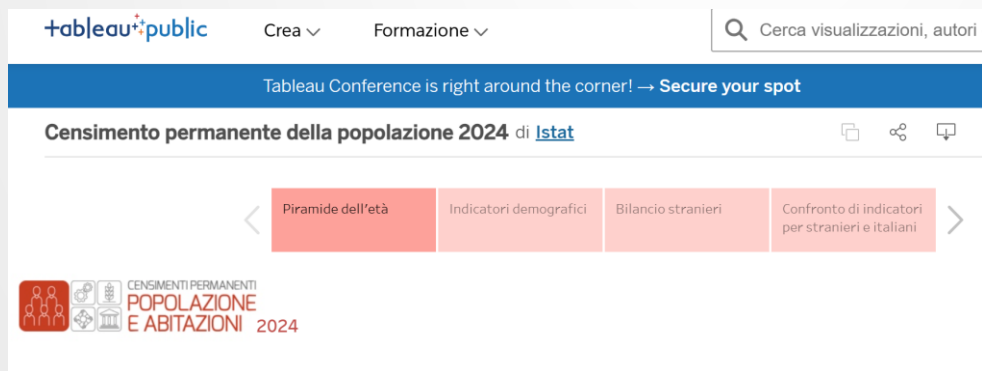 tableau public Crea Formazione Cerca visualizzazioni, autori
Tableau Conference is right around the corner! → Secure your spot
Censimento permanente della popolazione 2024 di Istat
Piramide dell'età Indicatori demografici Bilancio stranieri Confronto di indicatori
per stranieri e italiani
CENSIMENTI PERMANENTI
POPOLAZIONE
E ABITAZIONI 2024